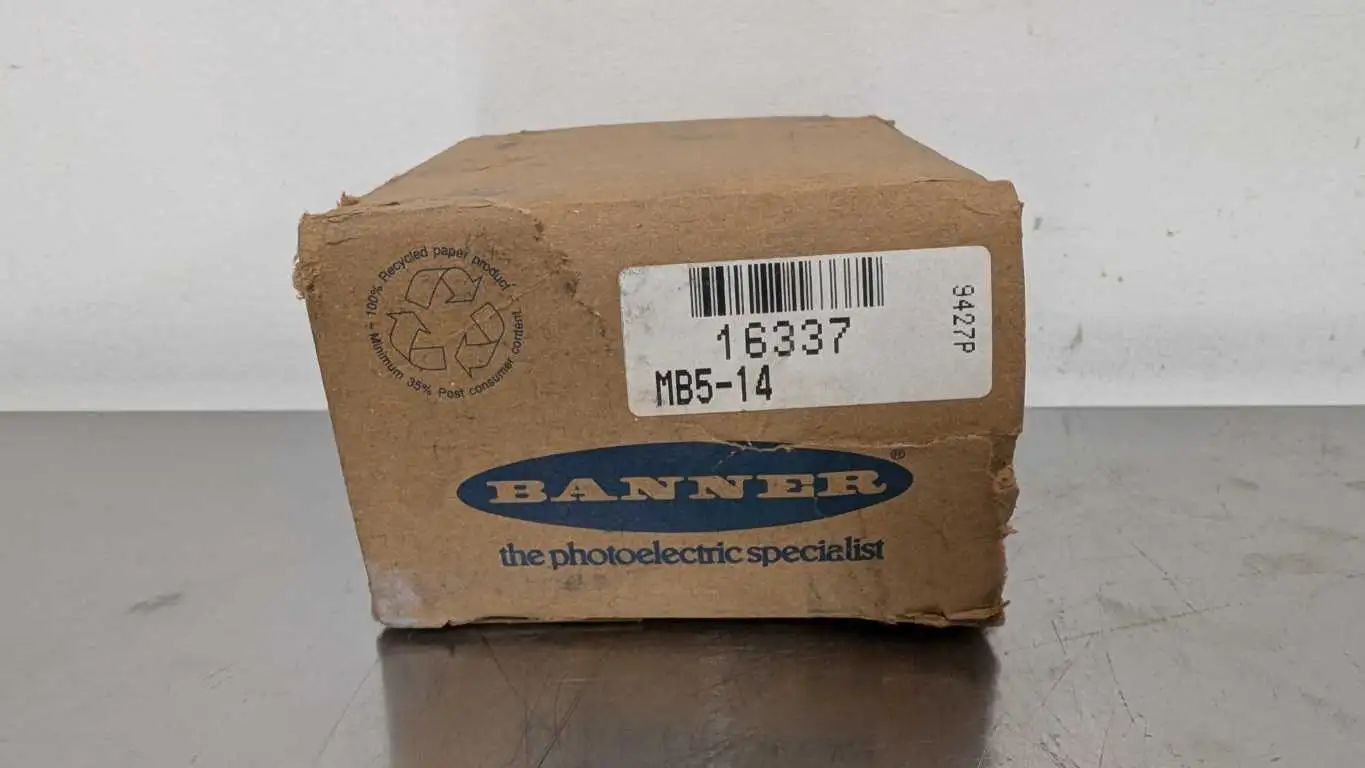 Minimum – 100% Recycled paper product
35% Post consumer content.
16337
MB5-14
9427P
BANNER®
the photoelectric specialist